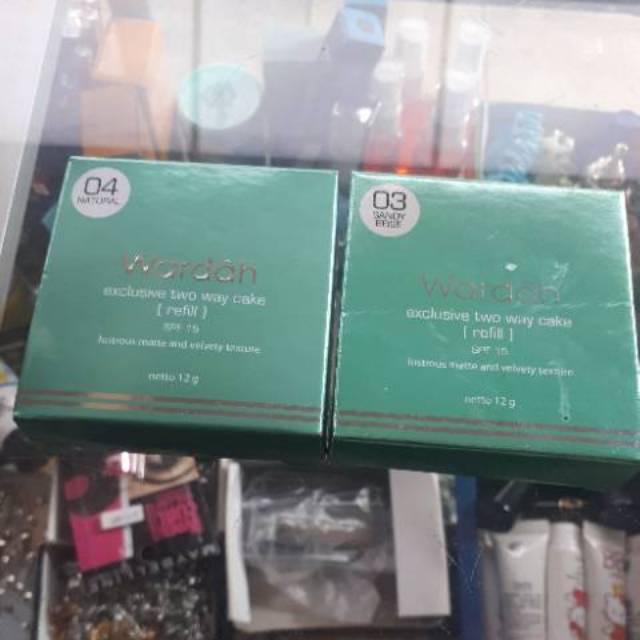 04
NATURAL
Wardah
exclusive two way cake
[ refill ]
SPF 15
lustrous matte and velvety texture
netto 12 g
03
SANDY
BEIGE
Wardah
exclusive two way cake
[ refill ]
SPF 15
lustrous matte and velvety texture
netto 12 g